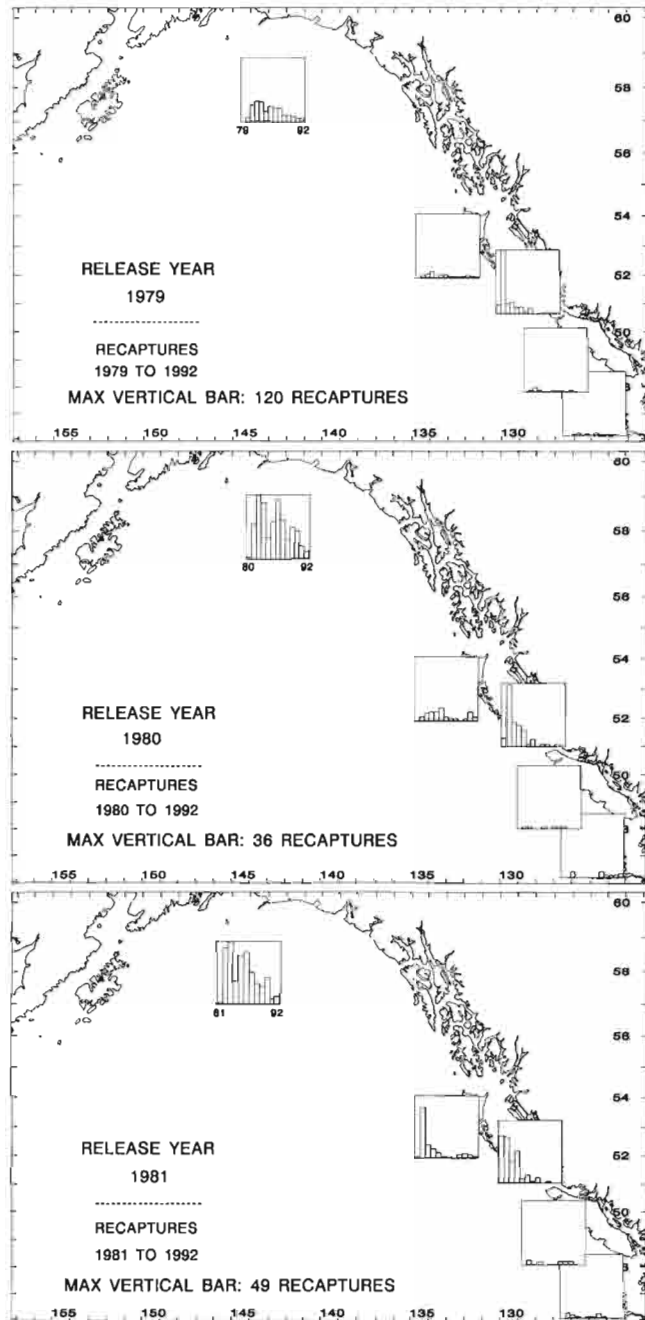 60
58
79 92
56
54
RELEASE YEAR
1979
52
------------------
RECAPTURES
1979 TO 1992
50
MAX VERTICAL BAR: 120 RECAPTURES
155 150 145 140 135 130
60
58
80 92
56
54
RELEASE YEAR
1980
52
------------------
RECAPTURES
1980 TO 1992
50
MAX VERTICAL BAR: 36 RECAPTURES
155 150 145 140 135 130
60
58
81 92
56
54
RELEASE YEAR
1981
52
------------------
RECAPTURES
1981 TO 1992
50
MAX VERTICAL BAR: 49 RECAPTURES
155 150 145 140 135 130